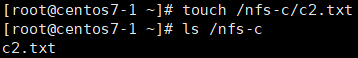 [root@centos7-1 ~]# touch /nfs-c/c2.txt
[root@centos7-1 ~]# ls /nfs-c
c2.txt